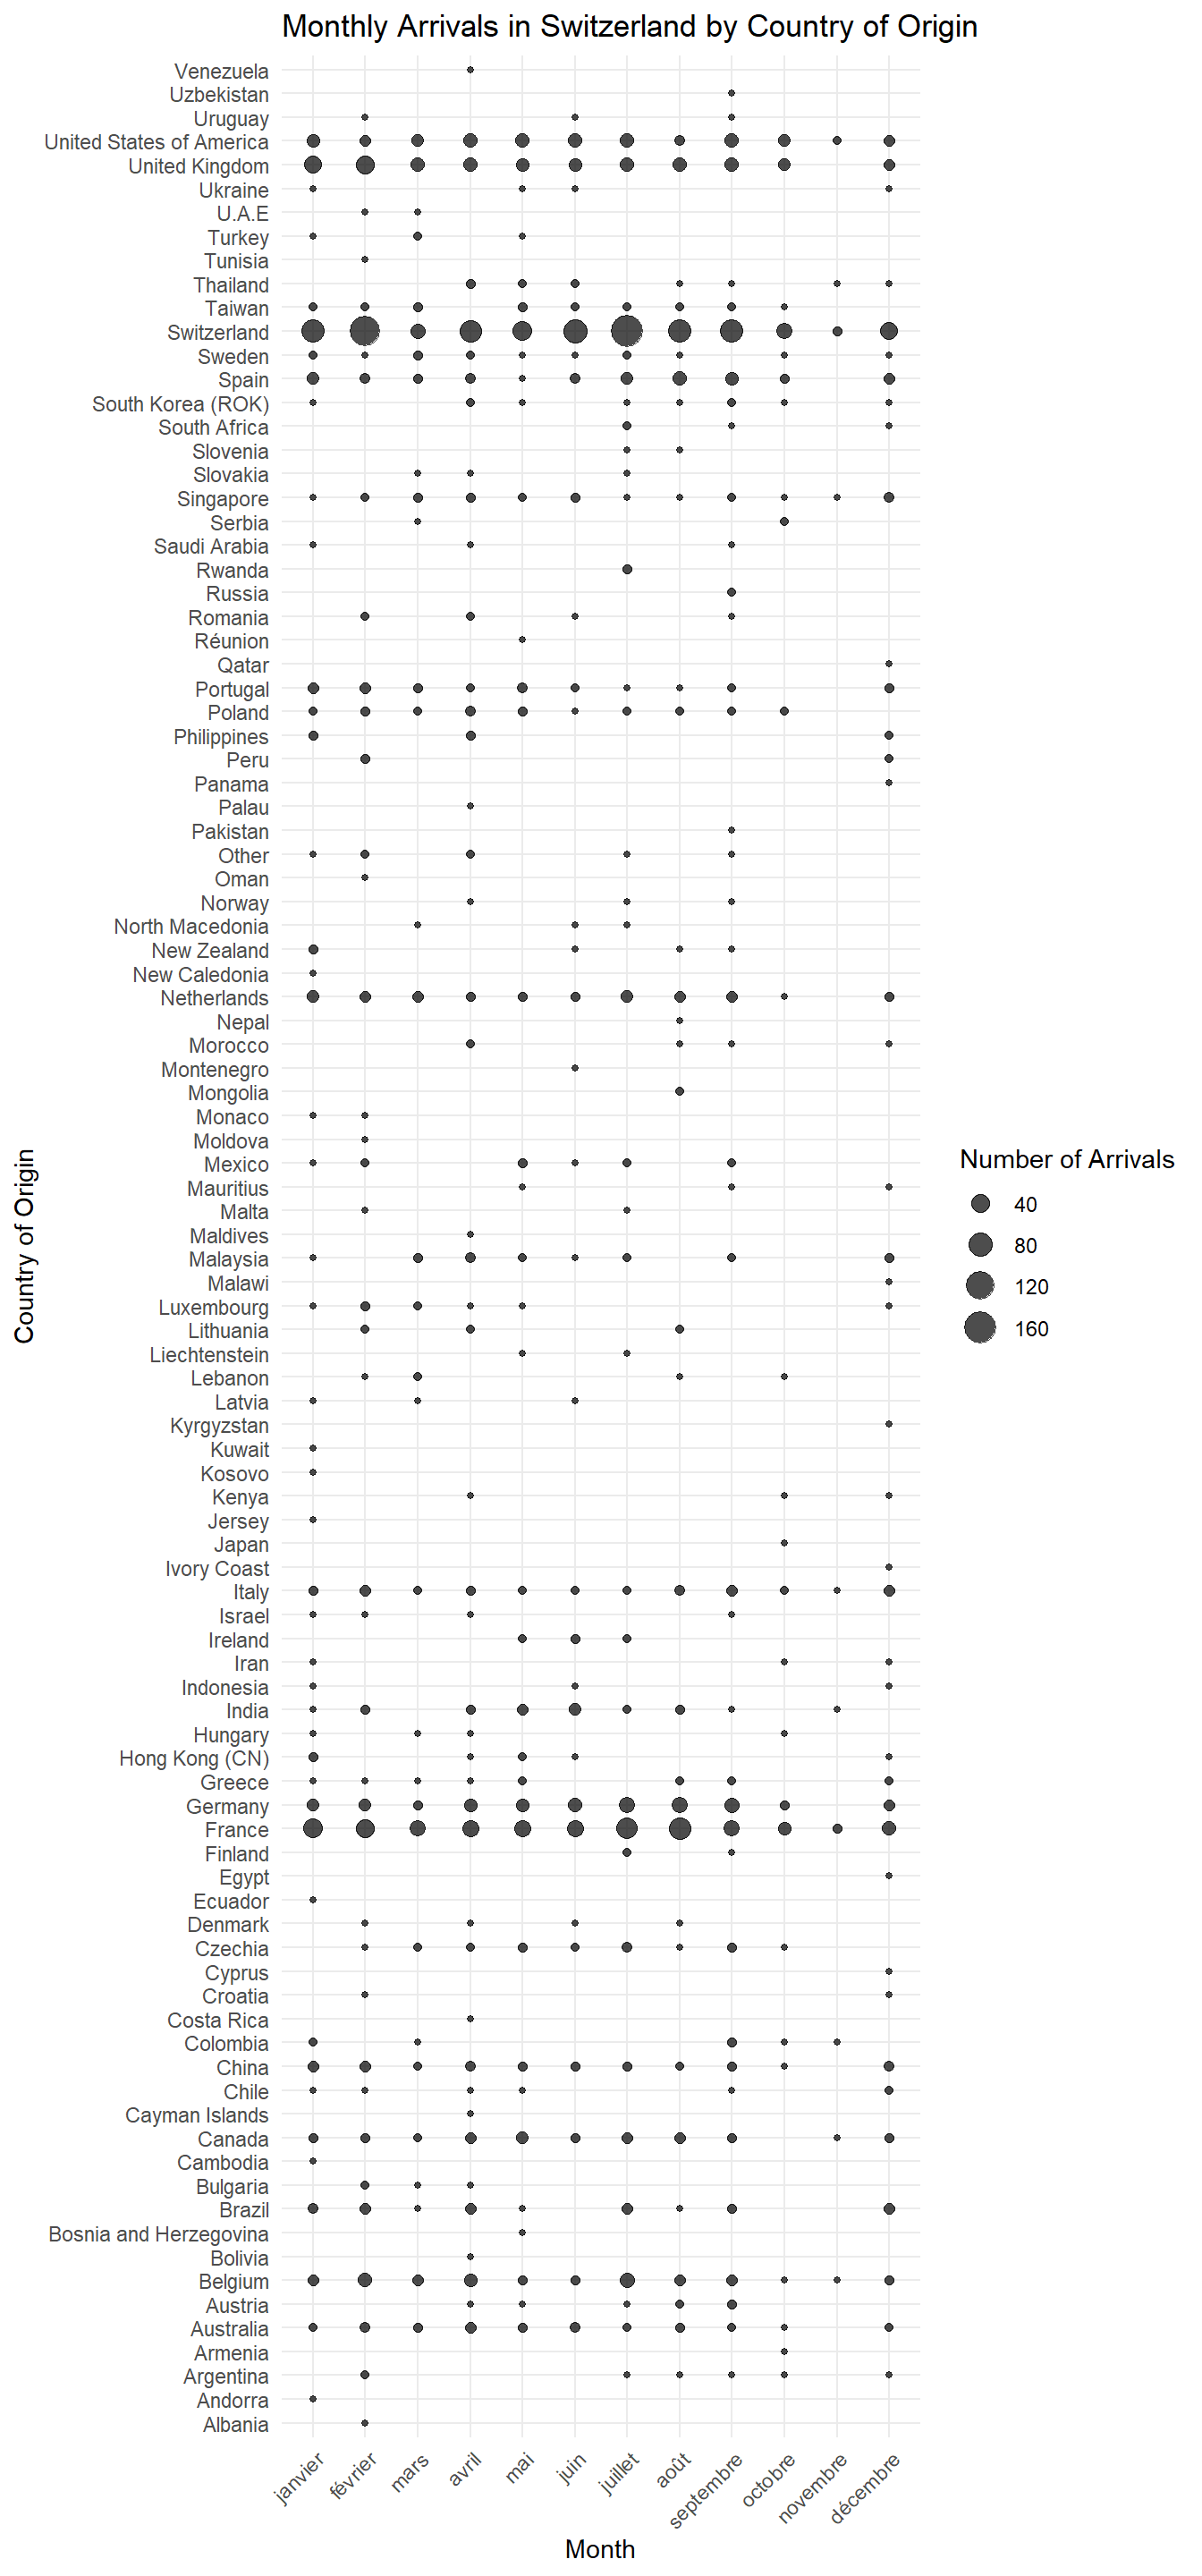 Monthly Arrivals in Switzerland by Country of Origin
Venezuela
Uzbekistan
Uruguay
United States of America
United Kingdom
Ukraine
U.A.E
Turkey
Tunisia
Thailand
Taiwan
Switzerland
Sweden
Spain
South Korea (ROK)
South Africa
Slovenia
Slovakia
Singapore
Serbia
Saudi Arabia
Rwanda
Russia
Romania
Réunion
Qatar
Portugal
Poland
Philippines
Peru
Panama
Palau
Pakistan
Other
Oman
Norway
North Macedonia
New Zealand
New Caledonia
Netherlands
Nepal
Morocco
Montenegro
Mongolia
Monaco
Moldova
Mexico
Mauritius
Malta
Maldives
Malaysia
Malawi
Luxembourg
Lithuania
Liechtenstein
Lebanon
Latvia
Kyrgyzstan
Kuwait
Kosovo
Kenya
Jersey
Japan
Ivory Coast
Italy
Israel
Ireland
Iran
Indonesia
India
Hungary
Hong Kong (CN)
Greece
Germany
France
Finland
Egypt
Ecuador
Denmark
Czechia
Cyprus
Croatia
Costa Rica
Colombia
China
Chile
Cayman Islands
Canada
Cambodia
Bulgaria
Brazil
Bosnia and Herzegovina
Bolivia
Belgium
Austria
Australia
Armenia
Argentina
Andorra
Albania
Country of Origin
janvier
février
mars
avril
mai
juin
juillet
août
septembre
octobre
novembre
décembre
Month
Number of Arrivals
40
80
120
160